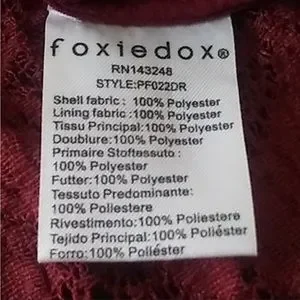 foxiedox®
RN143248
STYLE:PF022DR
Shell fabric: 100% Polyester
Lining fabric :100% Polyester
Tissu Principal:100% Polyester
Doublure:100% Polyester
Primaire Stoftessuto :
100% Polyester
Futter:100% Polyester
Tessuto Predominante:
100% Poliestere
Rivestimento:100% Poliestere
Tejido Principal:100% Poliéster
Forro:100% Poliéster